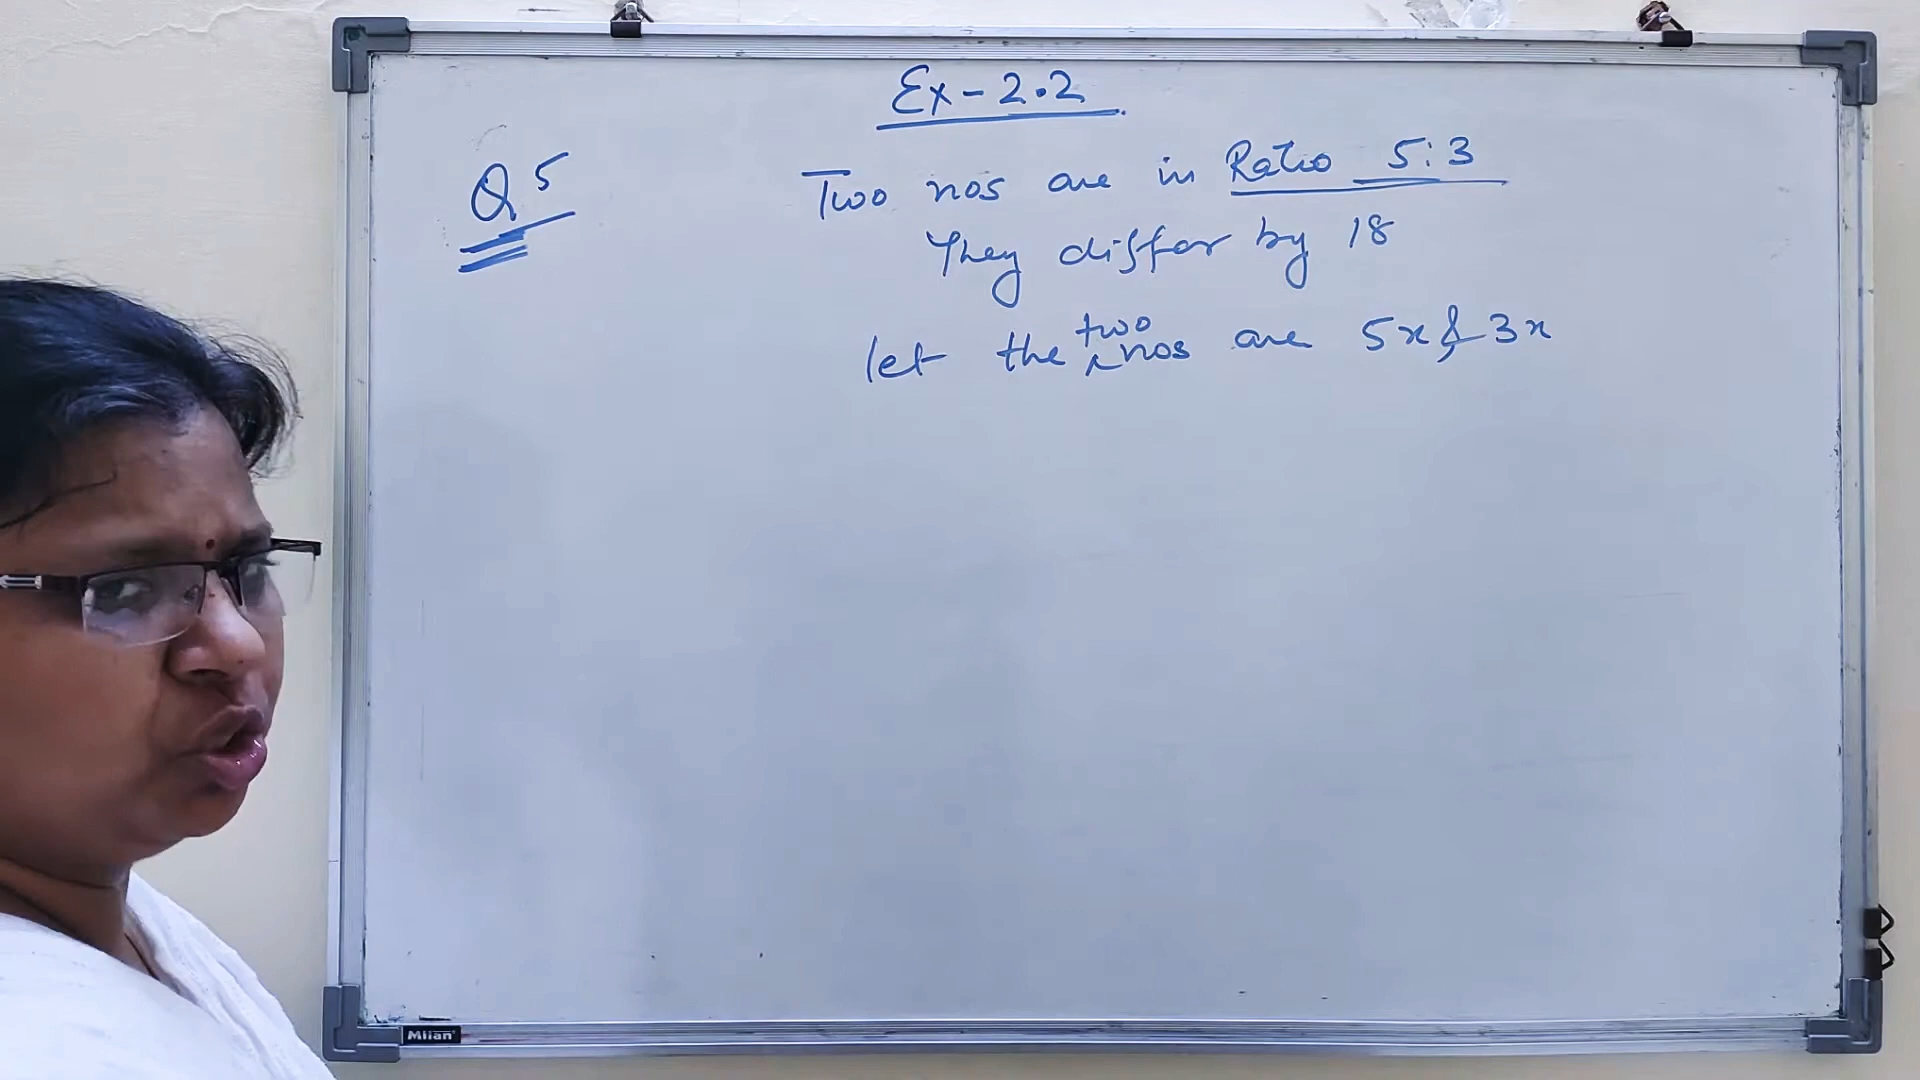 Ex-2.2
Q5
Two nos are in Ratio 5:3
They differ by 18
let the two nos are 5x & 3x
Milan